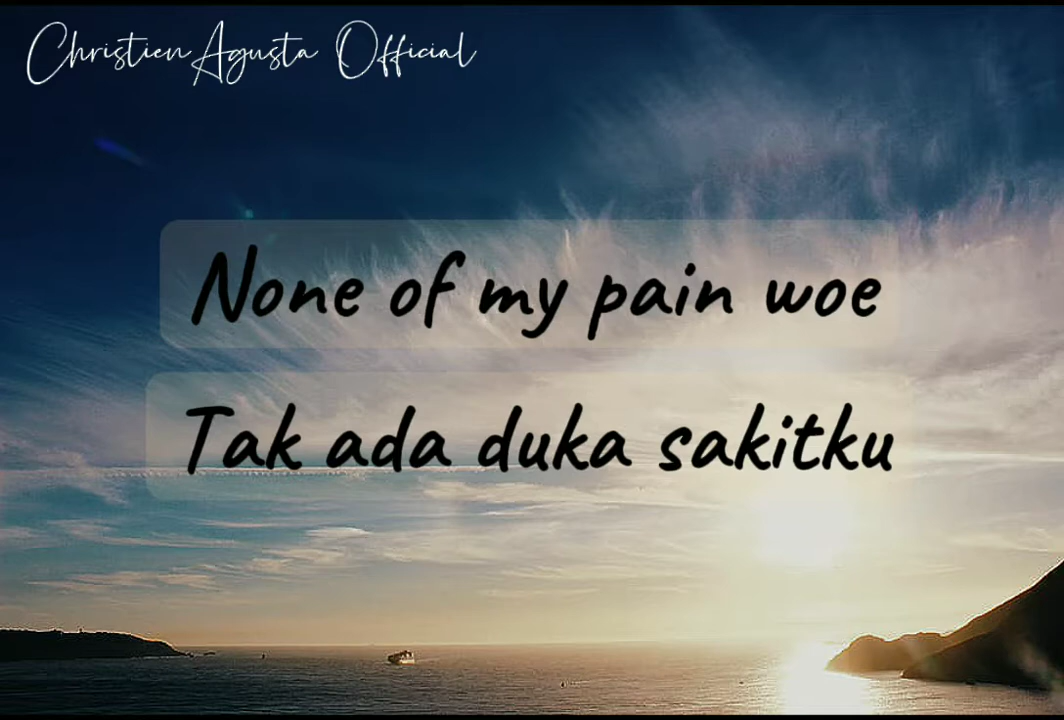 Christien Agusta Official
None of my pain woe
Tak ada duka sakitku